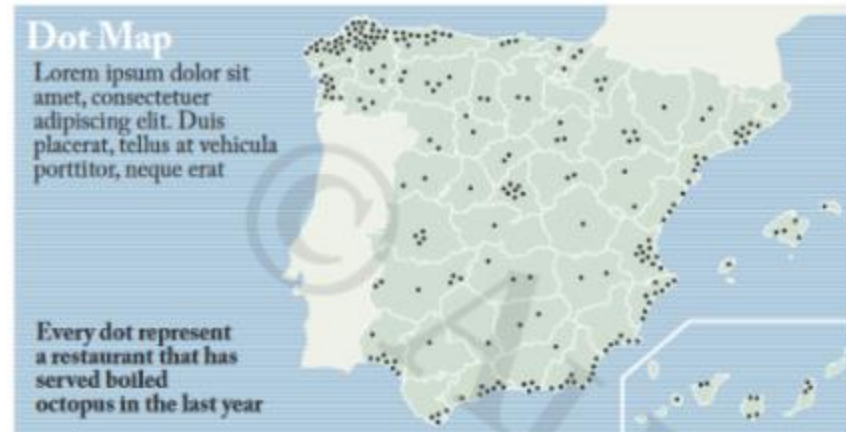 Dot Map
Lorem ipsum dolor sit
amet, consectetuer
adipiscing elit. Duis
placerat, tellus at vehicula
porttitor, neque erat
Every dot represent
a restaurant that has
served boiled
octopus in the last year